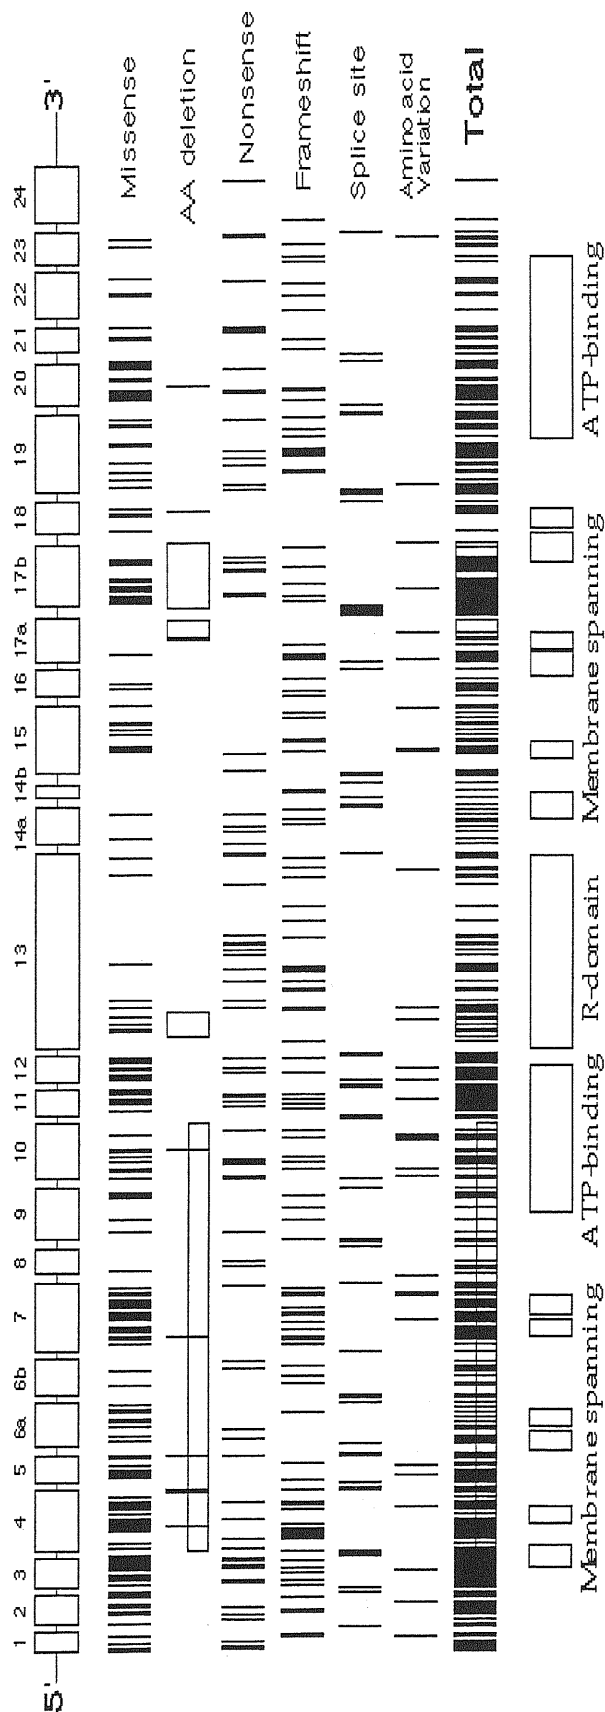 5' 3'
1 2 3 4 5 6a 6b 7 8 9 10 11 12 13 14a 14b 15 16 17a 17b 18 19 20 21 22 23 24
Missense
AA deletion
Nonsense
Frameshift
Splice site
Amino acid
Variation
Total
Membrane spanning ATP-binding R-domain Membrane spanning ATP-binding